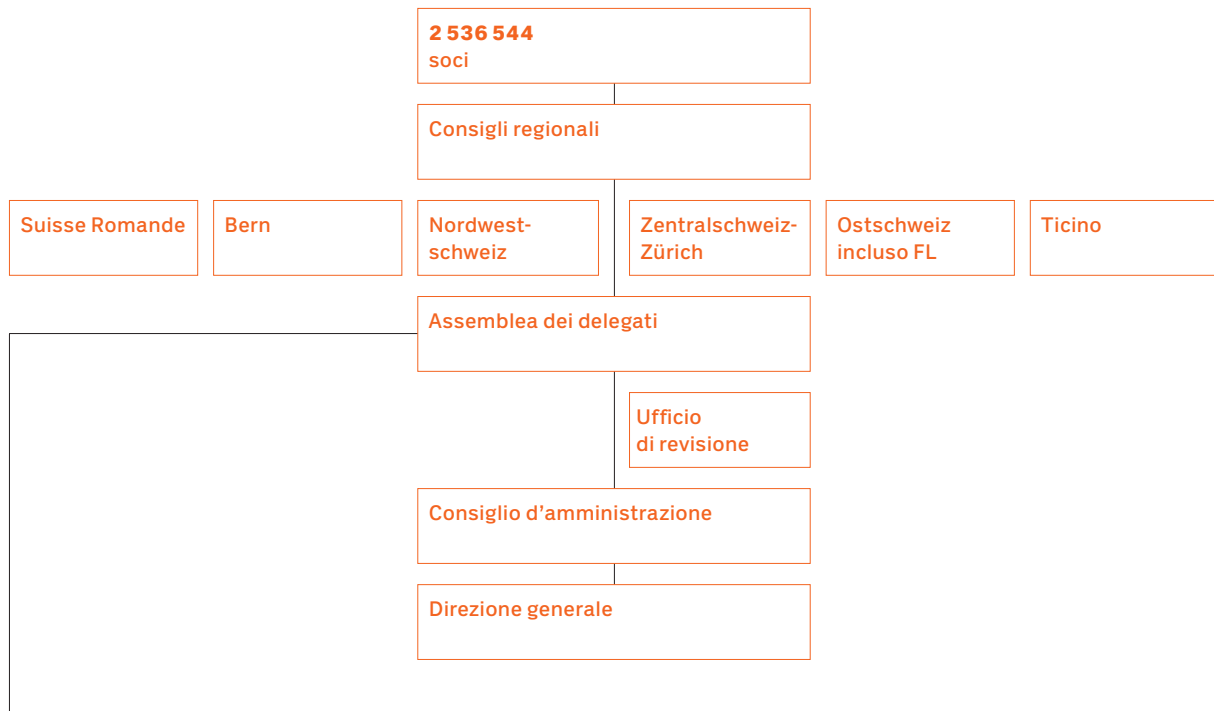 2 536 544
soci
Consigli regionali
Suisse Romande
Bern
Nordwest-
schweiz
Zentralschweiz-
Zürich
Ostschweiz
incluso FL
Ticino
Assemblea dei delegati
Ufficio
di revisione
Consiglio d’amministrazione
Direzione generale